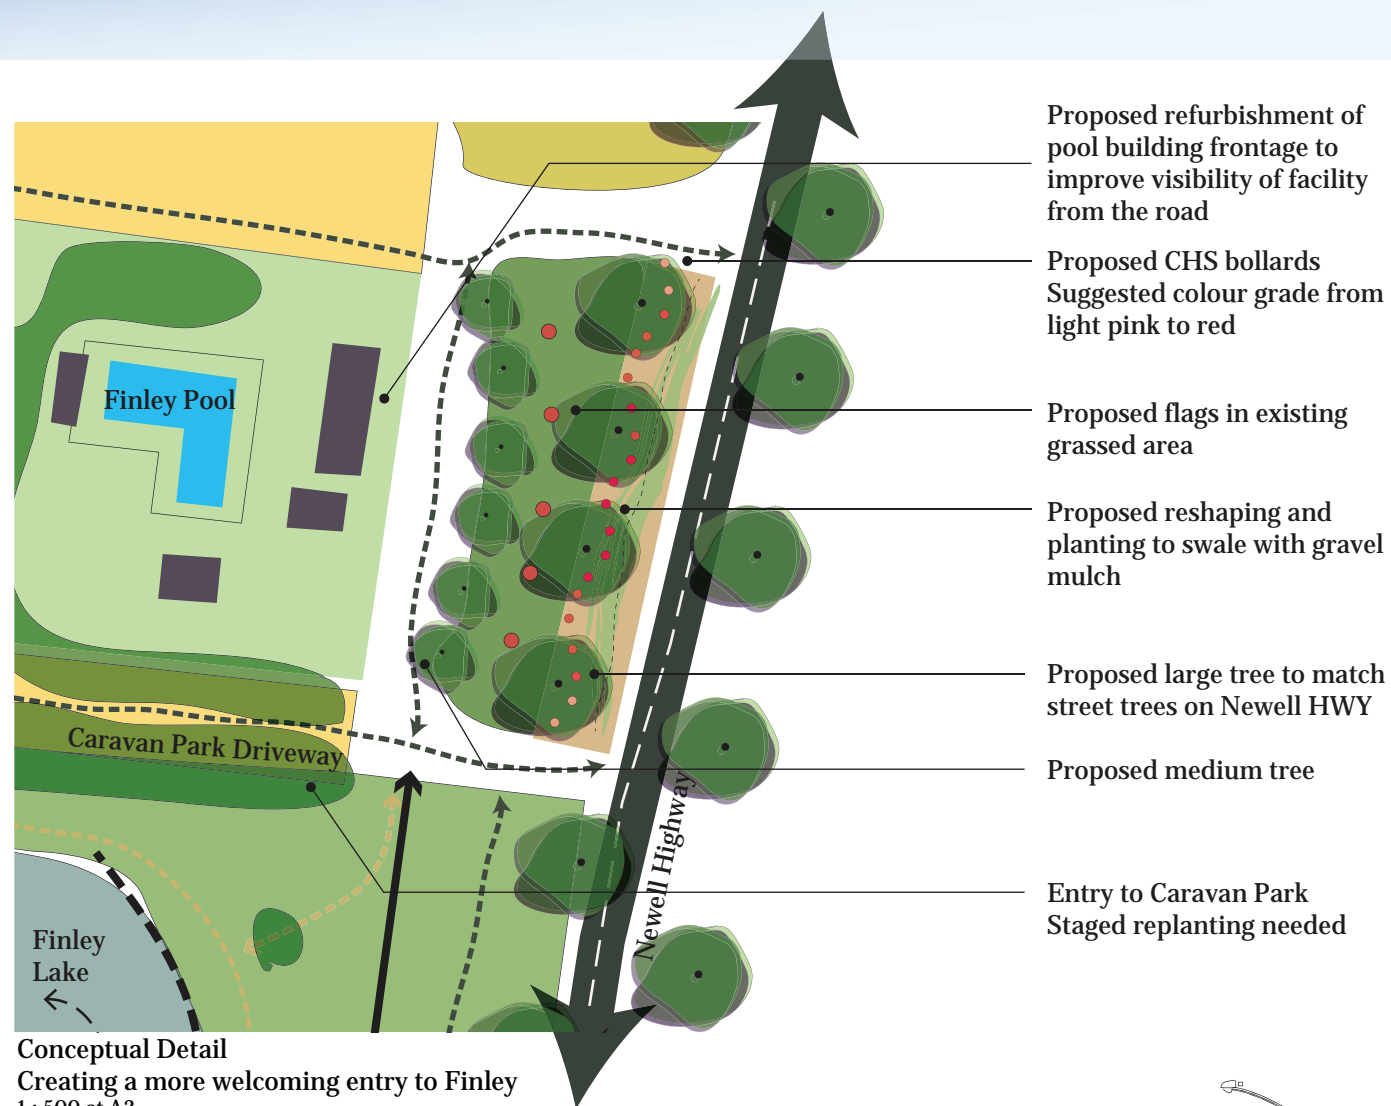 Proposed refurbishment of
pool building frontage to
improve visibility of facility
from the road
Proposed CHS bollards
Suggested colour grade from
light pink to red
Proposed flags in existing
grassed area
Proposed reshaping and
planting to swale with gravel
mulch
Proposed large tree to match
street trees on Newell HWY
Proposed medium tree
Entry to Caravan Park
Staged replanting needed
Finley Pool
Caravan Park Driveway
Newell Highway
Finley
Lake
Conceptual Detail
Creating a more welcoming entry to Finley
1 : 500 at A3